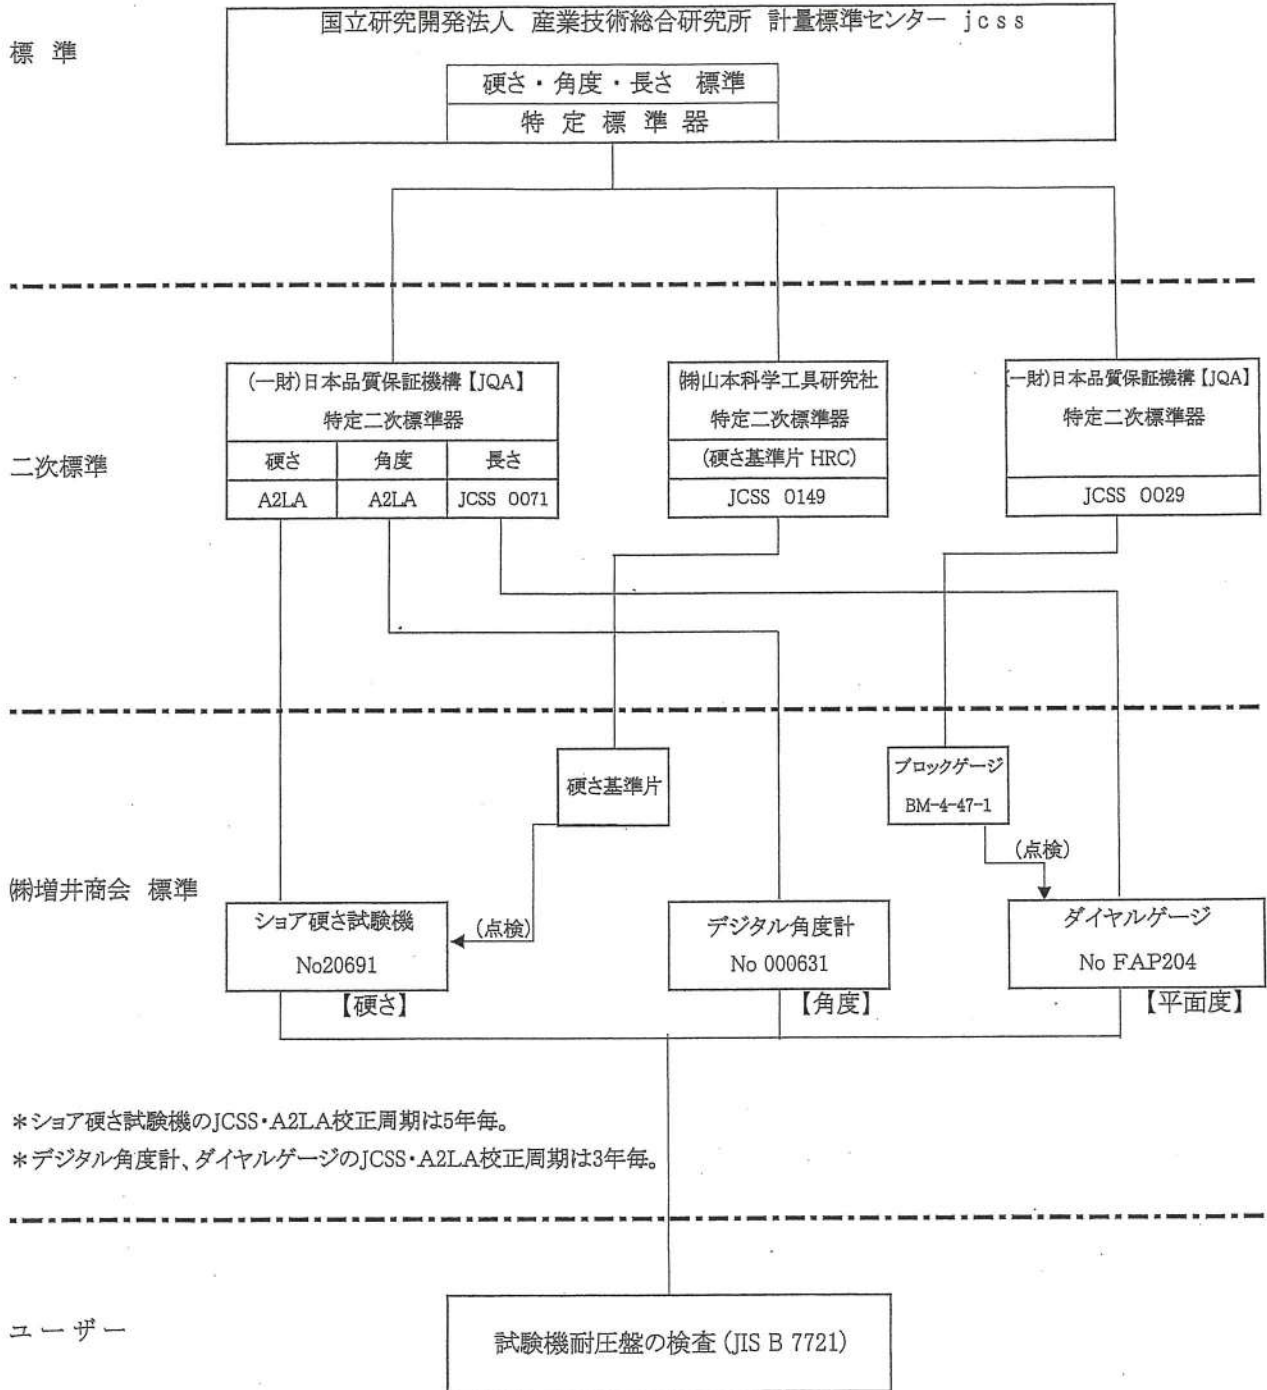 国立研究開発法人 産業技術総合研究所 計量標準センター jcss
標 準
硬さ・角度・長さ 標準
特 定 標 準 器
(一財)日本品質保証機構【JQA】
特定二次標準器
硬さ 角度 長さ
A2LA A2LA JCSS 0071
㈱山本科学工具研究社
特定二次標準器
(硬さ基準片 HRC)
JCSS 0149
(一財)日本品質保証機構【JQA】
特定二次標準器
JCSS 0029
二次標準
硬さ基準片
ブロックゲージ
BM-4-47-1
(点検)
㈱増井商会 標準
ショア硬さ試験機
No20691
(点検)
【硬さ】
デジタル角度計
No 000631
【角度】
ダイヤルゲージ
No FAP204
【平面度】
＊ショア硬さ試験機のJCSS・A2LA校正周期は5年毎。
＊デジタル角度計、ダイヤルゲージのJCSS・A2LA校正周期は3年毎。
ユーザー
試験機耐圧盤の検査(JIS B 7721)